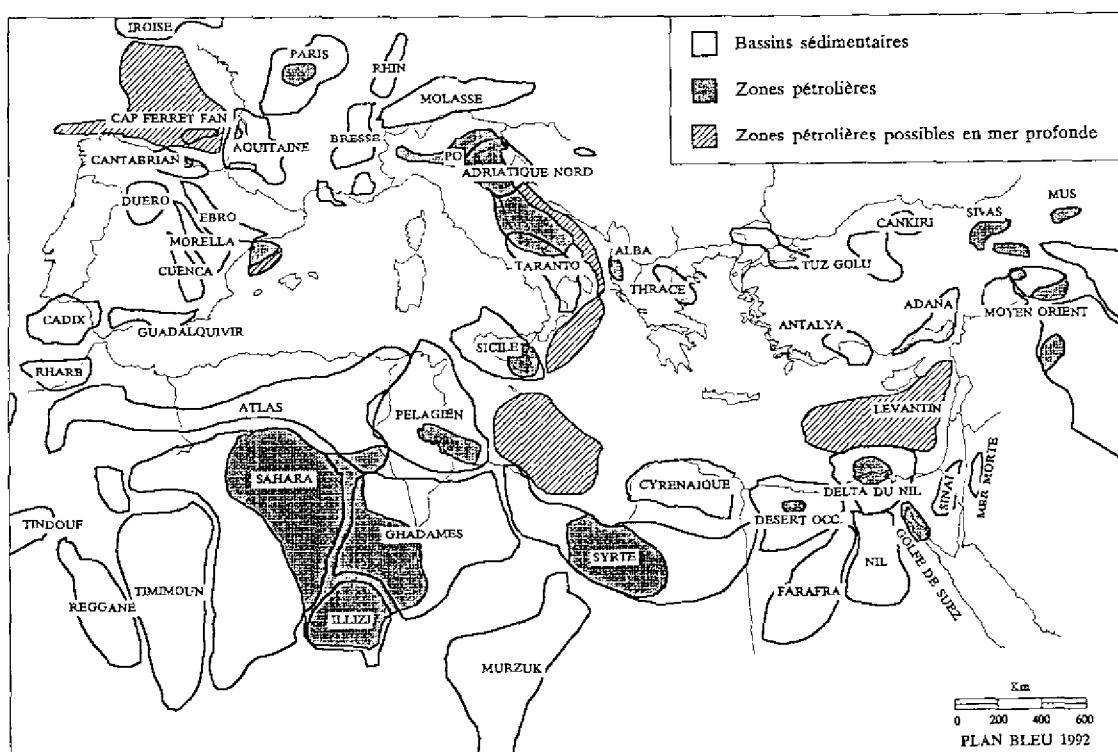 IROISE
PARIS
RHIN
MOLASSE
CAP FERRET FAN
BRESSE
AQUITAINE
CANTABRIAN
PO
ADRIATIQUE NORD
DUERO
EBRO
MORELLA
CUENCA
TARANTO
ALBA
THRACE
CANKIRI
SIVAS
MUS
TUZ GOLU
CADIX
GUADALQUIVIR
SICILE
ANTALYA
ADANA
MOYEN ORIENT
RHARB
ATLAS
PELAGIEN
LEVANTIN
SAHARA
CYRENAIQUE
DELTA DU NIL
SINAI
MER MORTE
TINDOUF
GHADAMES
DESERT OCC.
SYRTE
NIL
GOLFE DE SUEZ
REGGANE
TIMIMOUN
FARAFRA
ILLIZI
MURZUK
Bassins sédimentaires
Zones pétrolières
Zones pétrolières possibles en mer profonde
Km
0 200 400 600
PLAN BLEU 1992